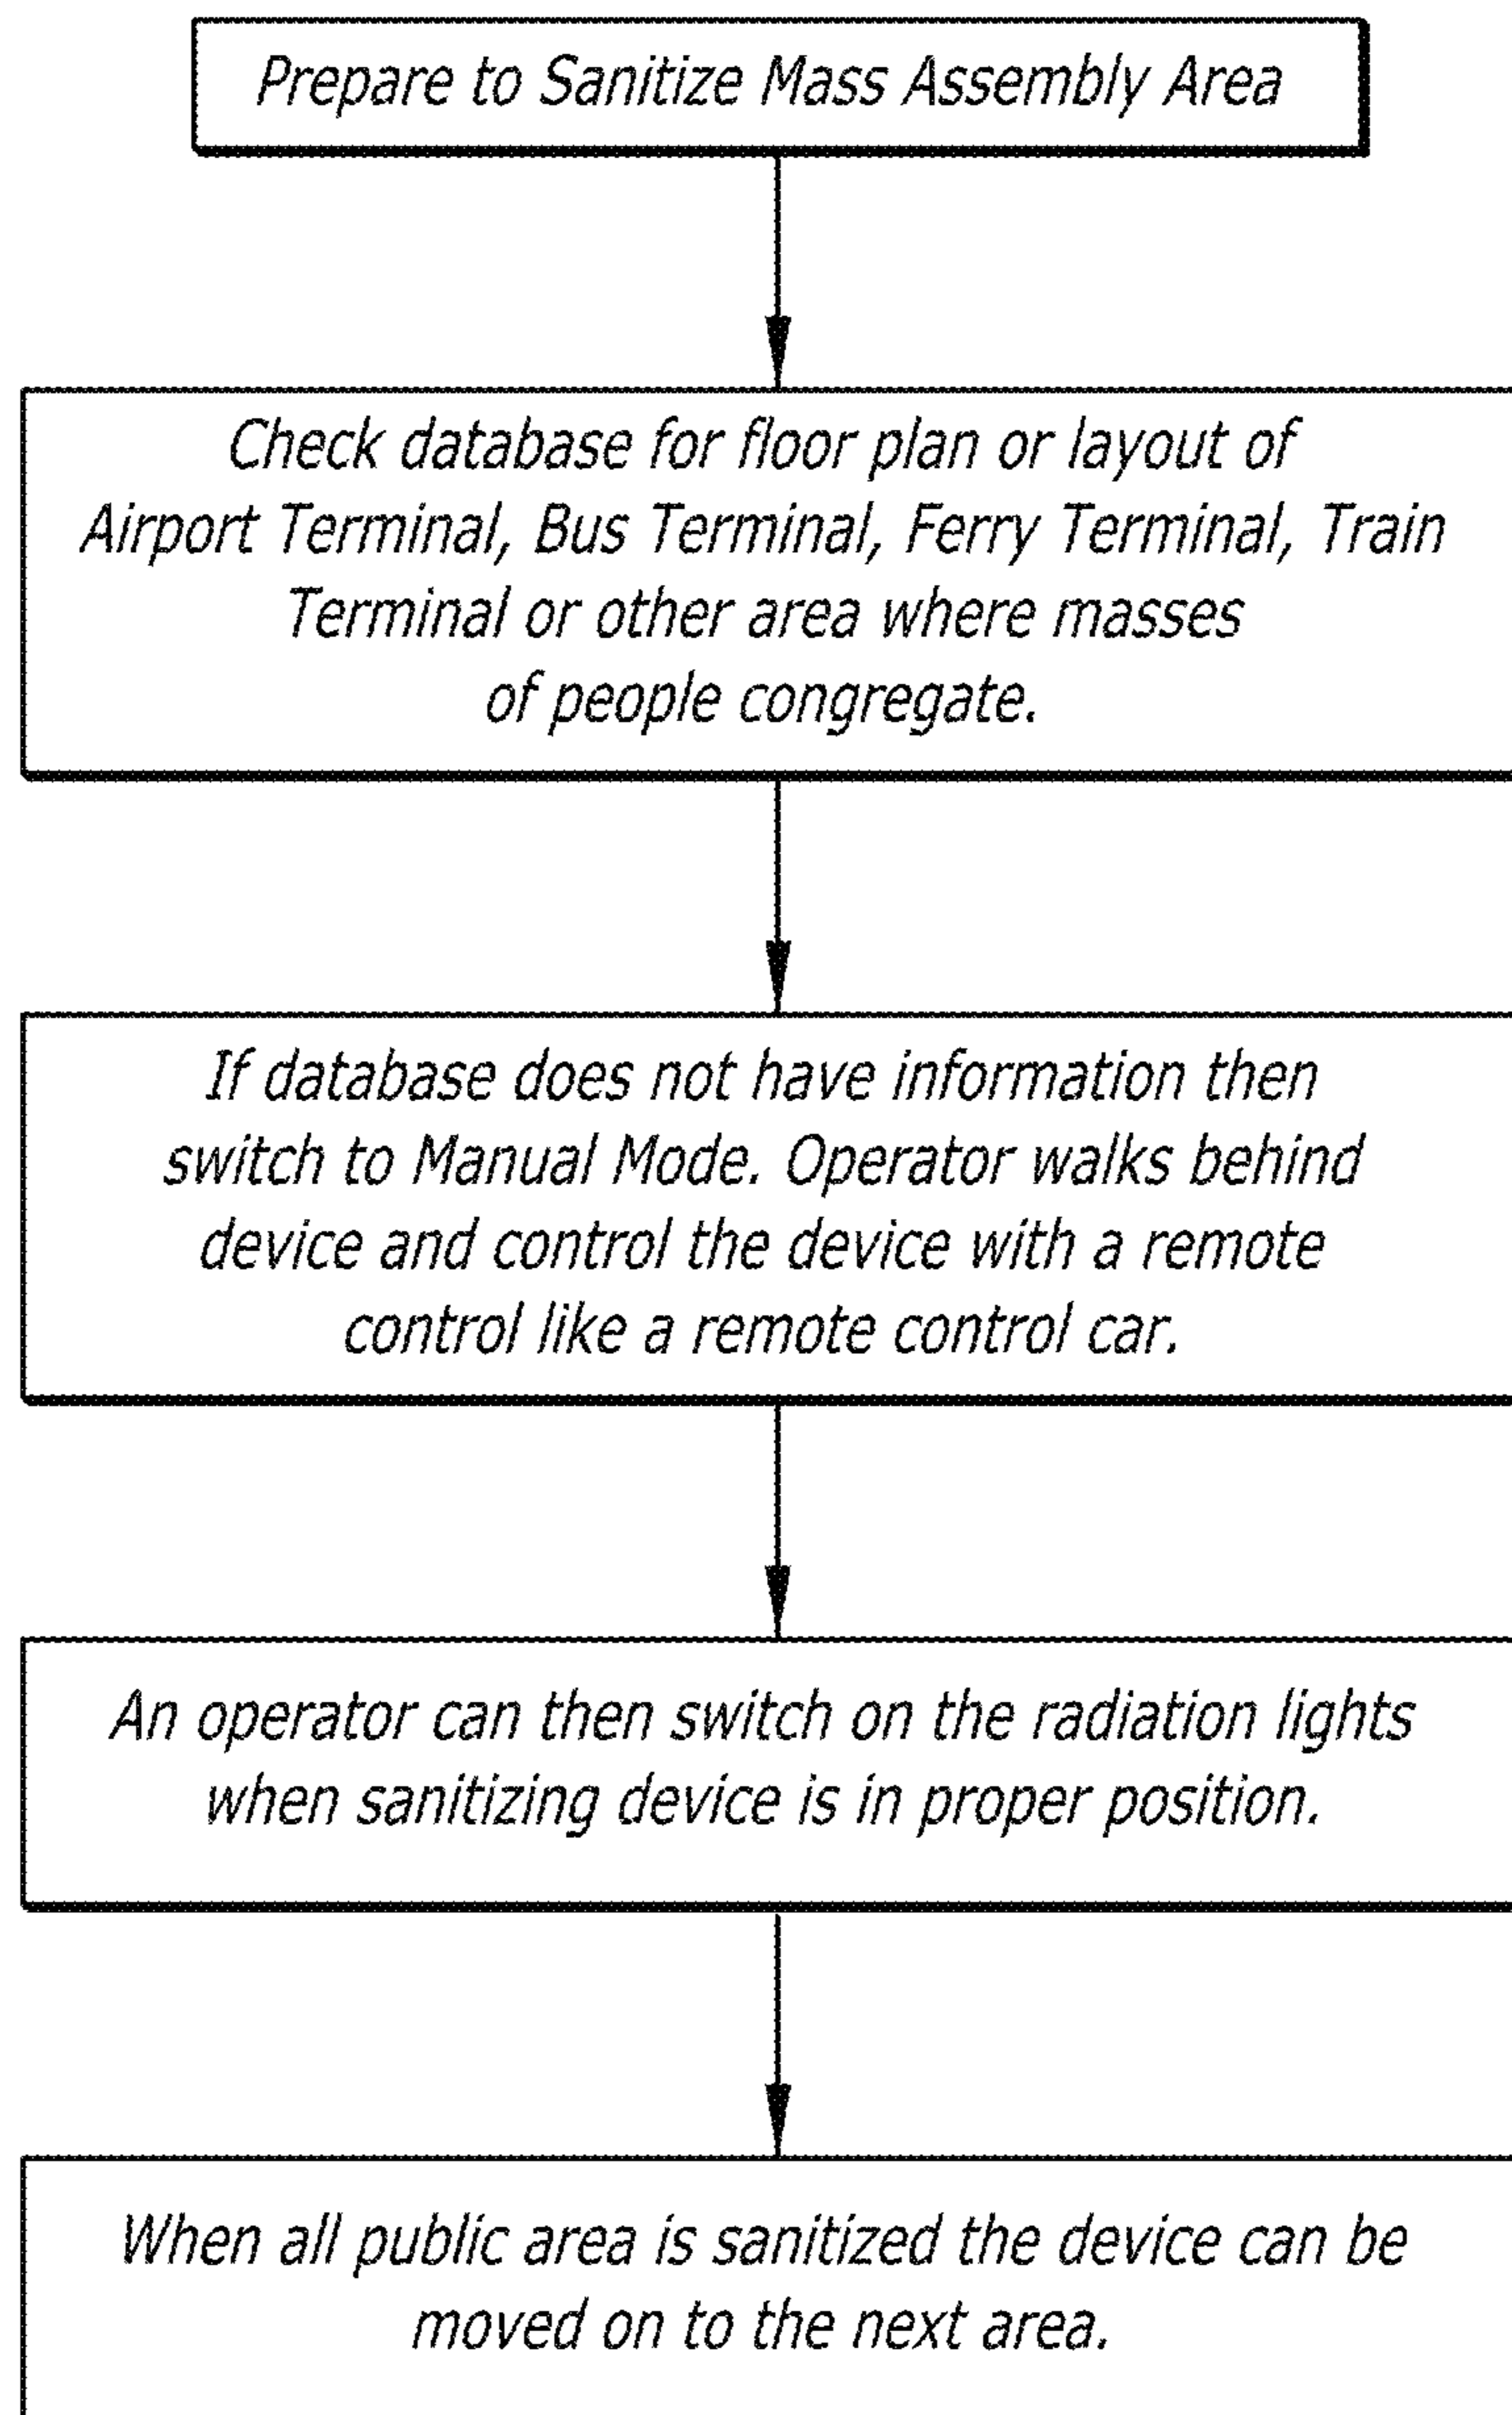 Prepare to Sanitize Mass Assembly Area
Check database for floor plan or layout of
Airport Terminal, Bus Terminal, Ferry Terminal, Train
Terminal or other area where masses
of people congregate.
If database does not have information then
switch to Manual Mode. Operator walks behind
device and control the device with a remote
control like a remote control car.
An operator can then switch on the radiation lights
when sanitizing device is in proper position.
When all public area is sanitized the device can be
moved on to the next area.